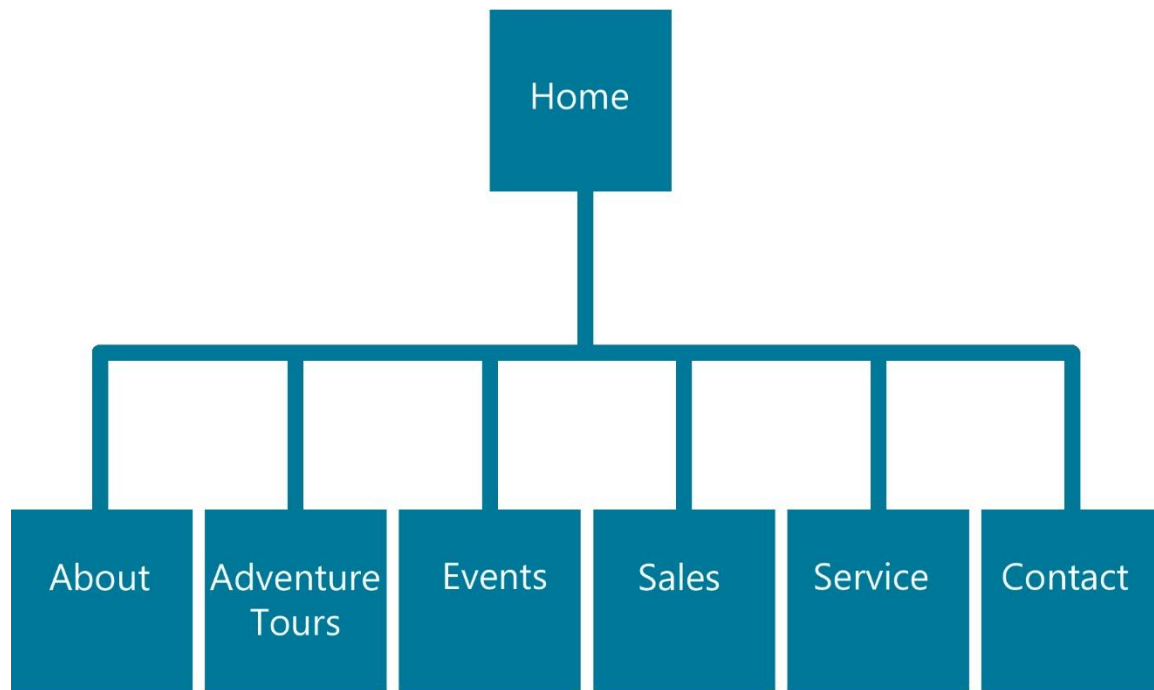 Home
About
Adventure
Tours
Events
Sales
Service
Contact